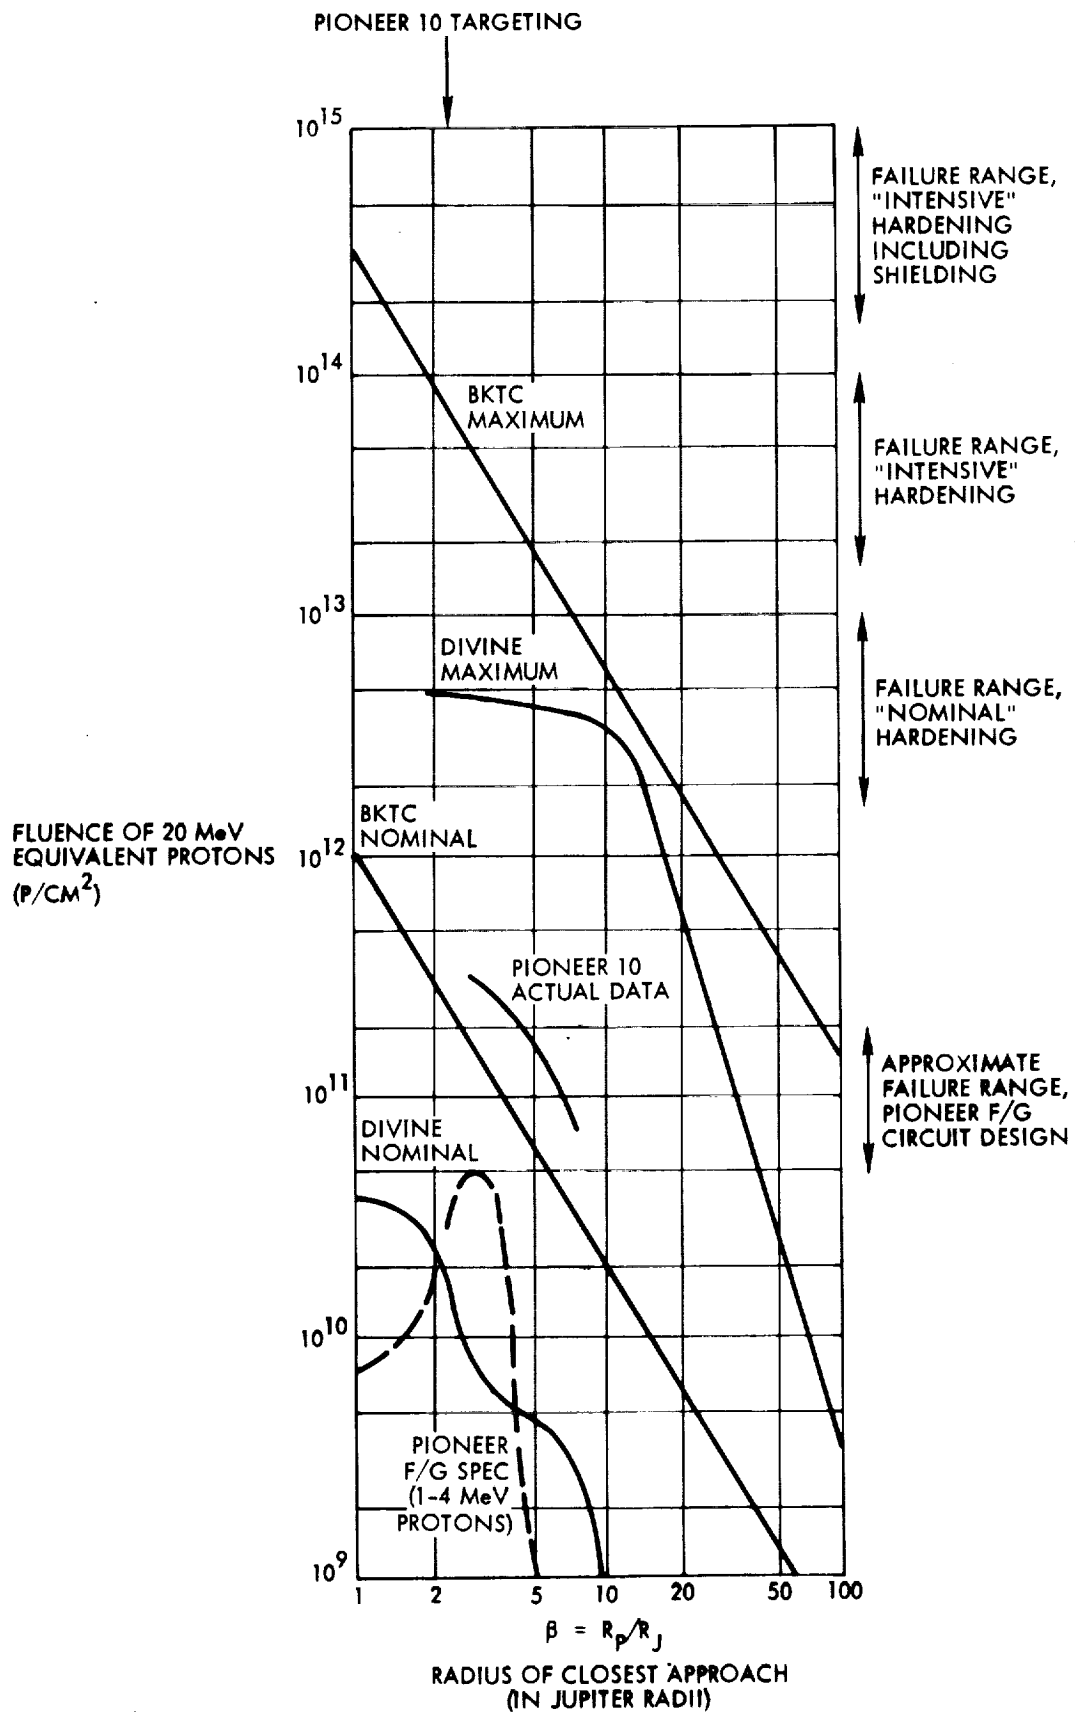 PIONEER 10 TARGETING
10^15
FAILURE RANGE,
"INTENSIVE"
HARDENING
INCLUDING
SHIELDING
10^14
BKTC
MAXIMUM
FAILURE RANGE,
"INTENSIVE"
HARDENING
10^13
DIVINE
MAXIMUM
FAILURE RANGE,
"NOMINAL"
HARDENING
BKTC
NOMINAL
FLUENCE OF 20 MeV
EQUIVALENT PROTONS
(P/CM^2)
10^12
PIONEER 10
ACTUAL DATA
10^11
APPROXIMATE
FAILURE RANGE,
PIONEER F/G
CIRCUIT DESIGN
DIVINE
NOMINAL
10^10
PIONEER
F/G SPEC
(1-4 MeV
PROTONS)
10^9
1 2 5 10 20 50 100
β = R_P/R_J
RADIUS OF CLOSEST APPROACH
(IN JUPITER RADII)